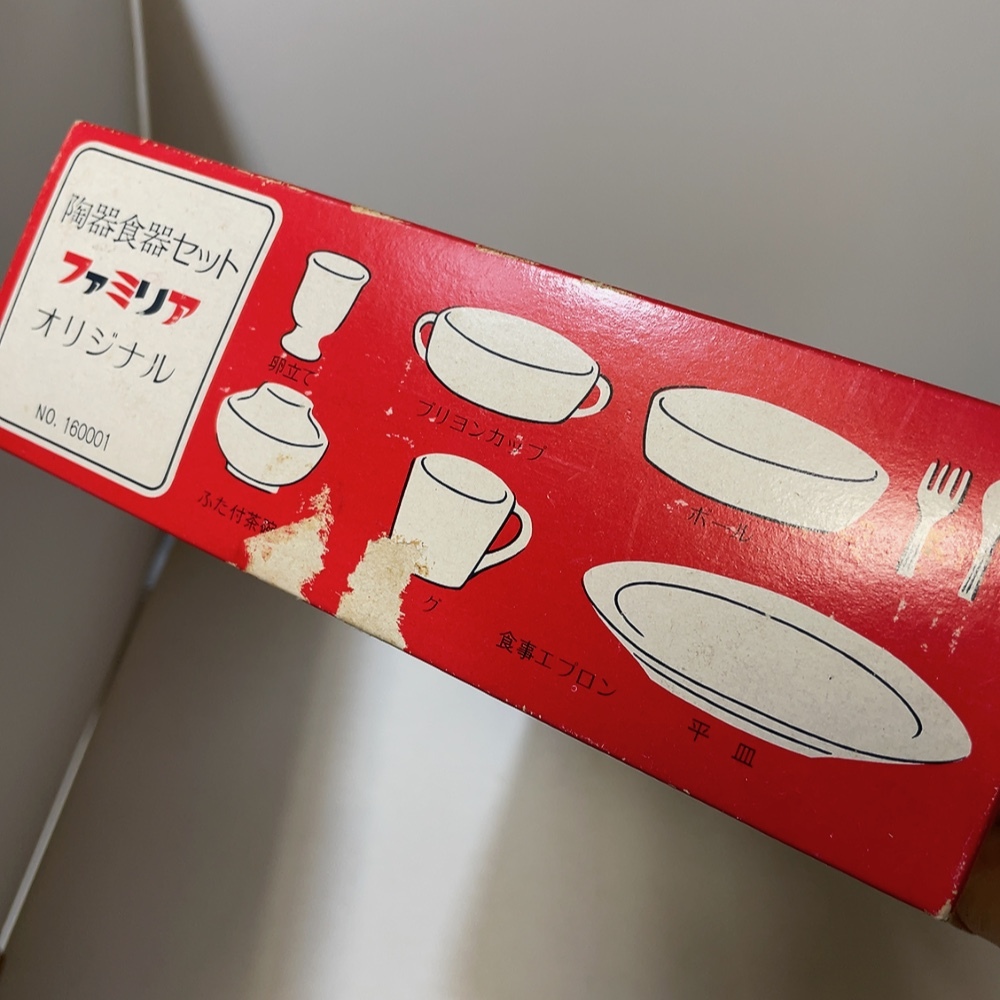 陶器食器セット
ファミリア
オリジナル
NO. 160001
卵立て
ブリヨンカップ
ボール
ふた付茶碗
グ
食事エプロン
平皿